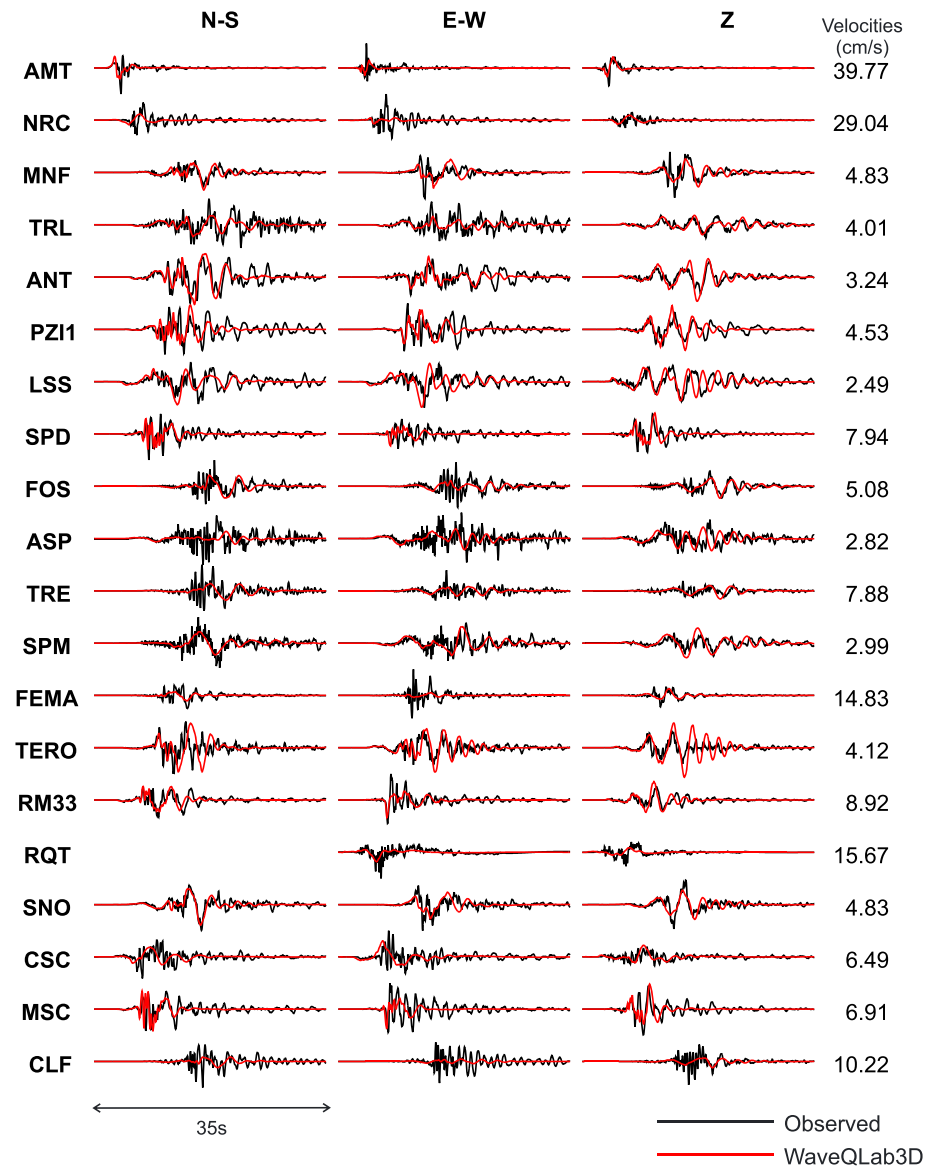 N-S E-W Z
Velocities
(cm/s)
AMT 39.77
NRC 29.04
MNF 4.83
TRL 4.01
ANT 3.24
PZI1 4.53
LSS 2.49
SPD 7.94
FOS 5.08
ASP 2.82
TRE 7.88
SPM 2.99
FEMA 14.83
TERO 4.12
RM33 8.92
RQT 15.67
SNO 4.83
CSC 6.49
MSC 6.91
CLF 10.22
35s
Observed
WaveQLab3D